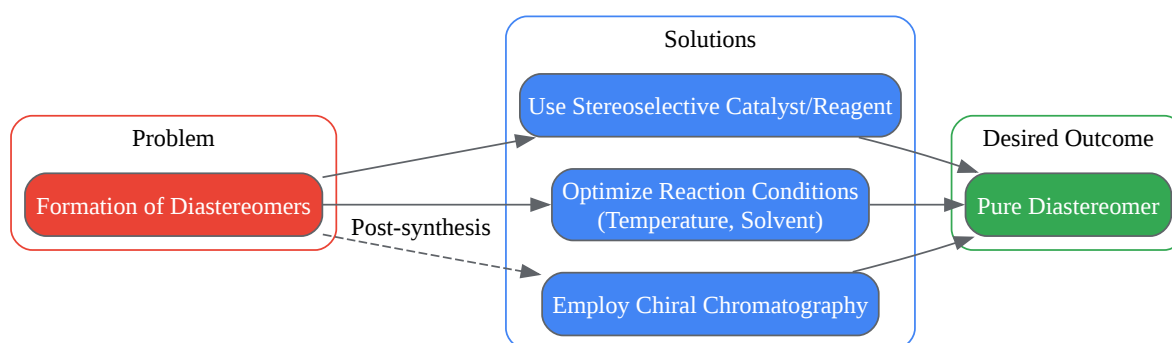 Solutions
Use Stereoselective Catalyst/Reagent
Problem
Desired Outcome
Formation of Diastereomers
Optimize Reaction Conditions
(Temperature, Solvent)
Pure Diastereomer
Post-synthesis
Employ Chiral Chromatography